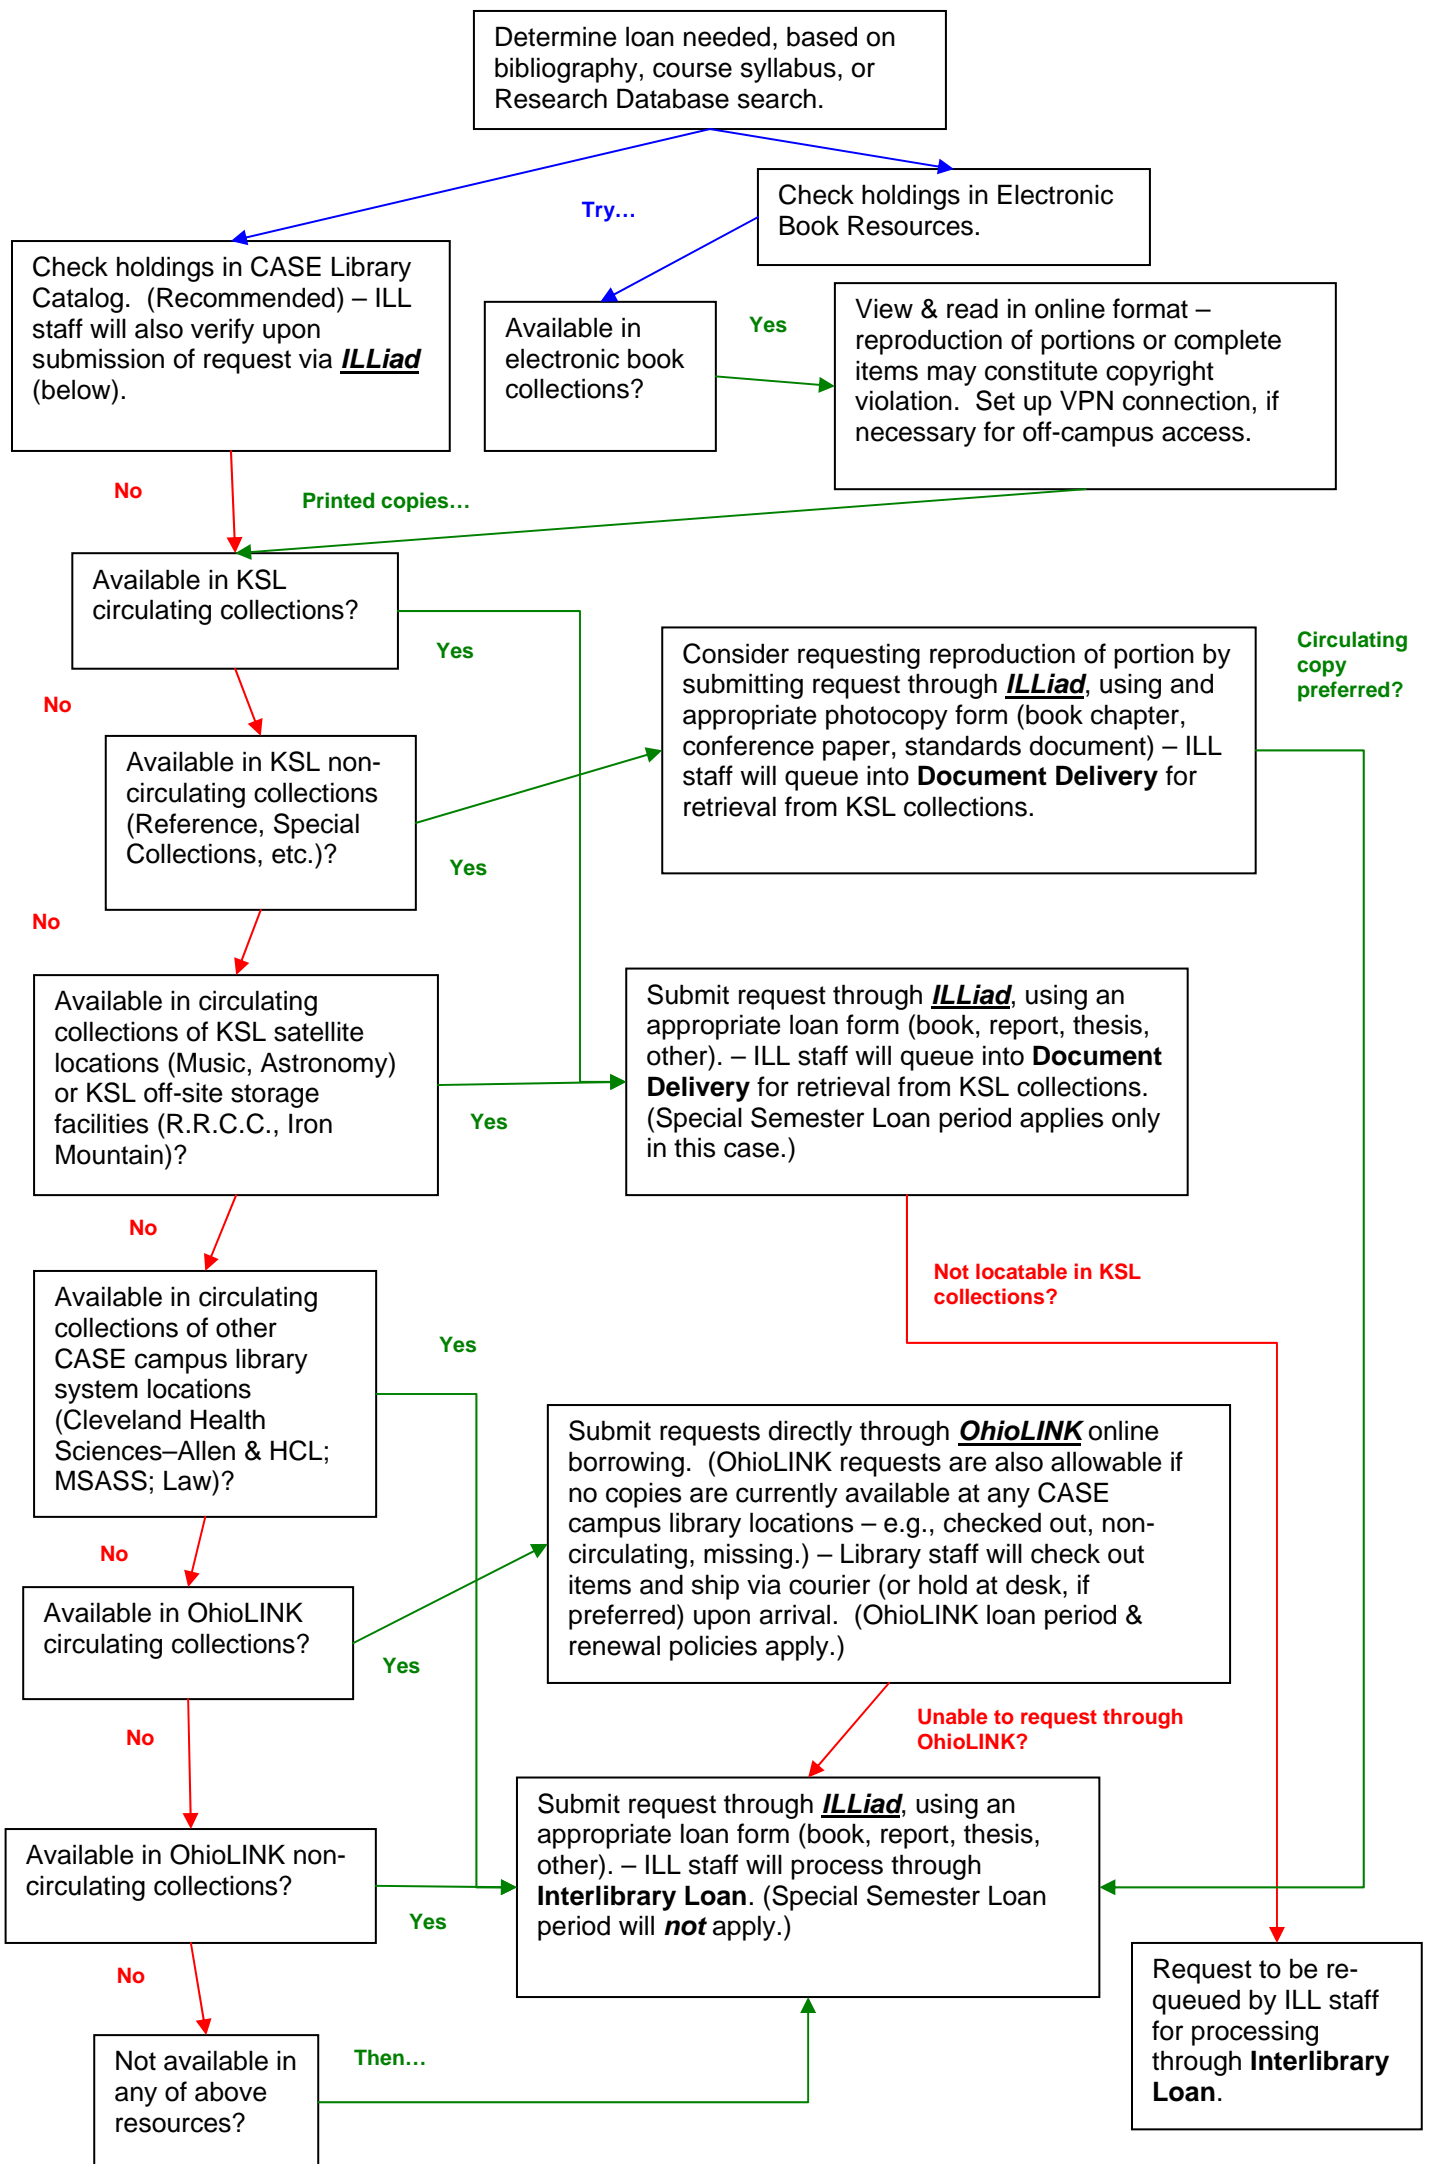 Determine loan needed, based on
bibliography, course syllabus, or
Research Database search.
Try…
Check holdings in Electronic
Book Resources.
Check holdings in CASE Library
Catalog.  (Recommended) – ILL
staff will also verify upon
submission of request via ILLiad
(below).
Available in
electronic book
collections?
Yes
View & read in online format –
reproduction of portions or complete
items may constitute copyright
violation.  Set up VPN connection, if
necessary for off-campus access.
No
Printed copies…
Available in KSL
circulating collections?
Yes
No
Consider requesting reproduction of portion by
submitting request through ILLiad, using and
appropriate photocopy form (book chapter,
conference paper, standards document) – ILL
staff will queue into Document Delivery for
retrieval from KSL collections.
Circulating
copy
preferred?
Available in KSL non-
circulating collections
(Reference, Special
Collections, etc.)?
Yes
No
Available in circulating
collections of KSL satellite
locations (Music, Astronomy)
or KSL off-site storage
facilities (R.R.C.C., Iron
Mountain)?
Yes
Submit request through ILLiad, using an
appropriate loan form (book, report, thesis,
other). – ILL staff will queue into Document
Delivery for retrieval from KSL collections.
(Special Semester Loan period applies only
in this case.)
No
Not locatable in KSL
collections?
Available in circulating
collections of other
CASE campus library
system locations
(Cleveland Health
Sciences–Allen & HCL;
MSASS; Law)?
Yes
Submit requests directly through OhioLINK online
borrowing.  (OhioLINK requests are also allowable if
no copies are currently available at any CASE
campus library locations – e.g., checked out, non-
circulating, missing.) – Library staff will check out
items and ship via courier (or hold at desk, if
preferred) upon arrival.  (OhioLINK loan period &
renewal policies apply.)
No
Available in OhioLINK
circulating collections?
Yes
No
Unable to request through
OhioLINK?
Submit request through ILLiad, using an
appropriate loan form (book, report, thesis,
other). – ILL staff will process through
Interlibrary Loan. (Special Semester Loan
period will not apply.)
Available in OhioLINK non-
circulating collections?
Yes
No
Request to be re-
queued by ILL staff
for processing
through Interlibrary
Loan.
Not available in
any of above
resources?
Then…